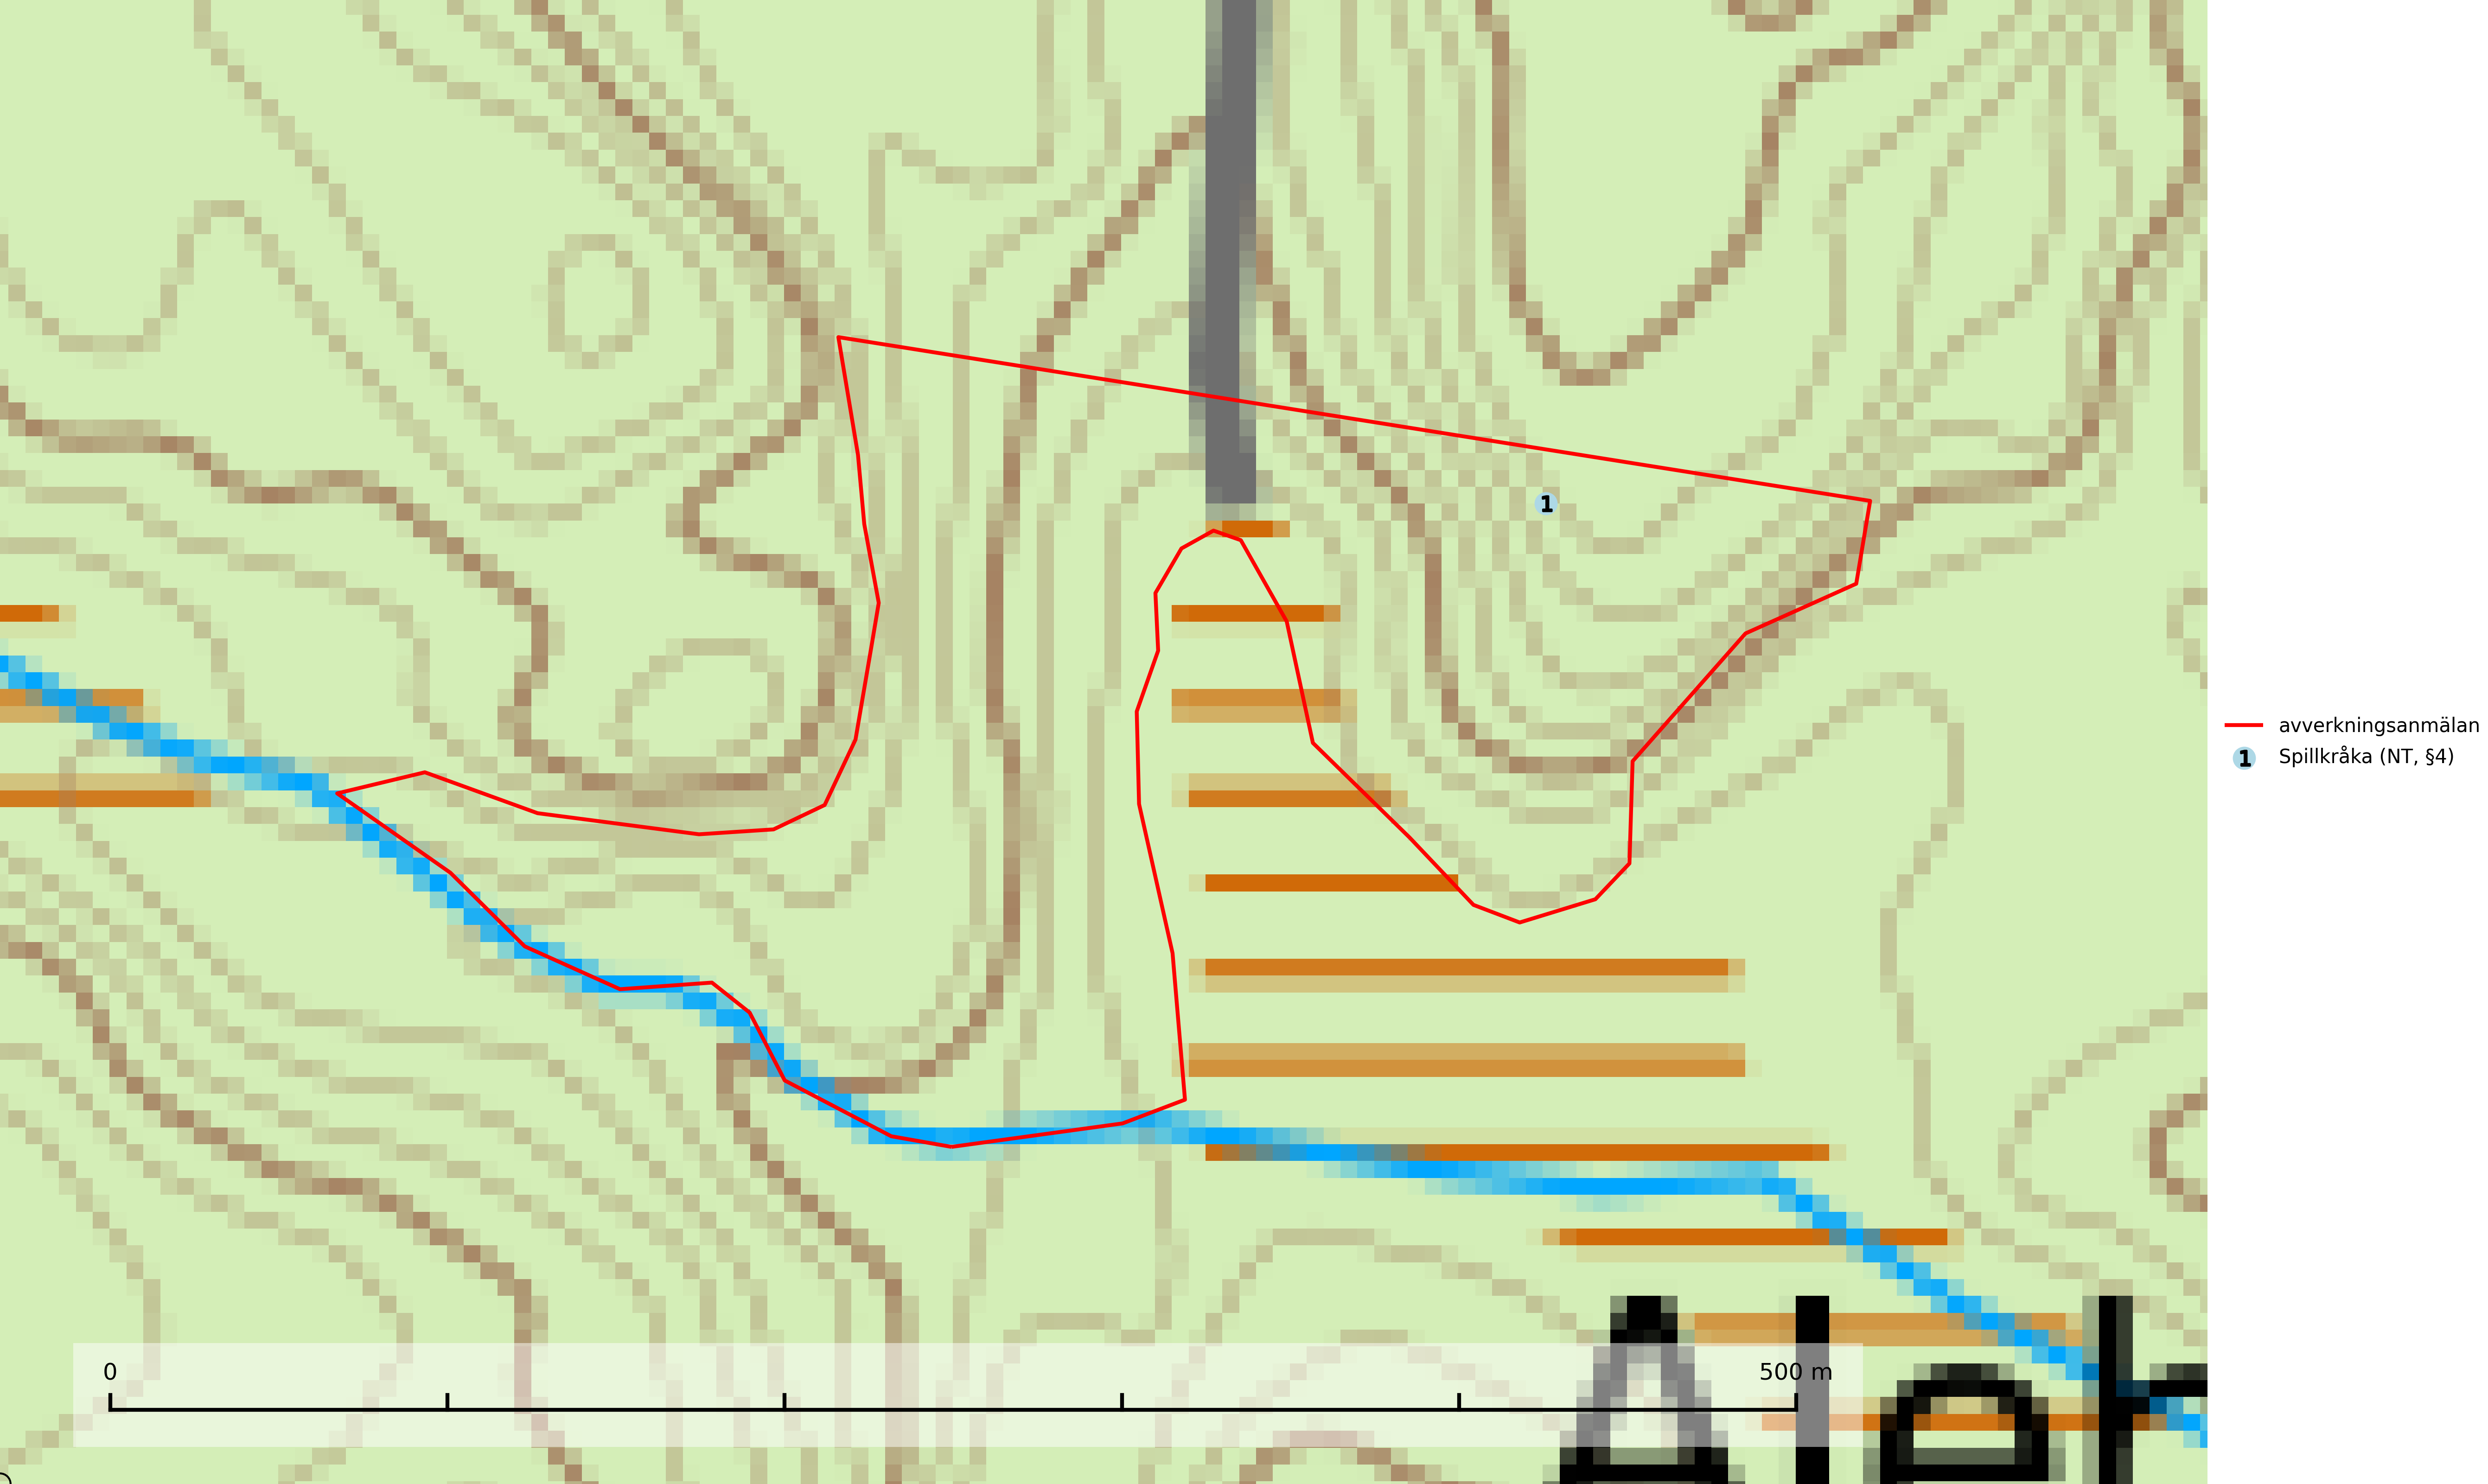 1
avverkningsanmälan
1 Spillkråka (NT, §4)
0 500 m